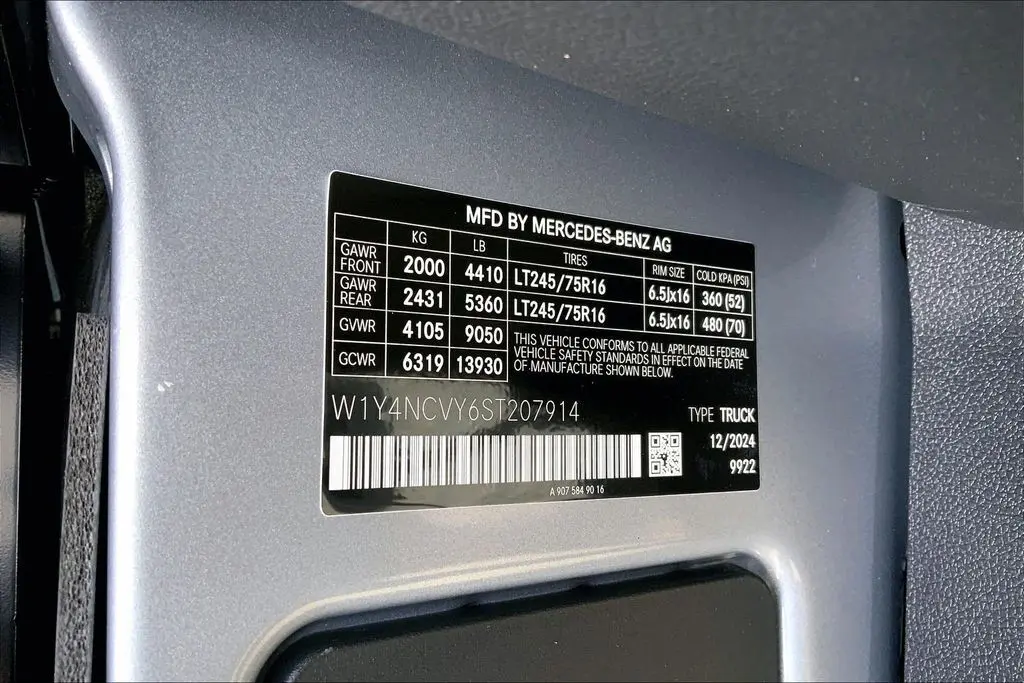 MFD BY MERCEDES-BENZ AG
KG LB TIRES RIM SIZE COLD KPA (PSI)
GAWR FRONT 2000 4410 LT245/75R16 6.5Jx16 360 (52)
GAWR REAR 2431 5360 LT245/75R16 6.5Jx16 480 (70)
GVWR 4105 9050
GCWR 6319 13930
THIS VEHICLE CONFORMS TO ALL APPLICABLE FEDERAL
VEHICLE SAFETY STANDARDS IN EFFECT ON THE DATE
OF MANUFACTURE SHOWN BELOW.
W1Y4NCVY6ST207914
TYPE TRUCK
12/2024
9922
A 907 584 90 16